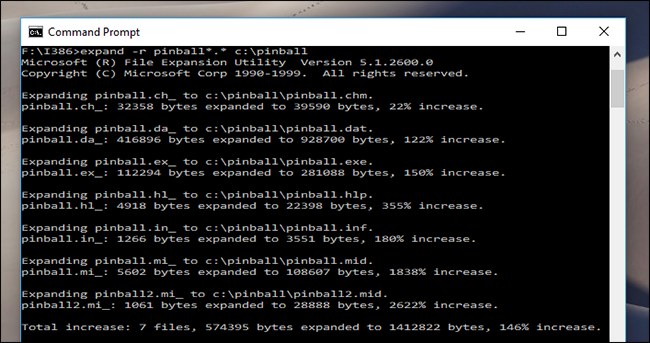 Command Prompt
F:\I386>expand -r pinball*.* c:\pinball
Microsoft (R) File Expansion Utility  Version 5.1.2600.0
Copyright (C) Microsoft Corp 1990-1999.  All rights reserved.
Expanding pinball.ch_ to c:\pinball\pinball.chm.
pinball.ch_: 32358 bytes expanded to 39590 bytes, 22% increase.
Expanding pinball.da_ to c:\pinball\pinball.dat.
pinball.da_: 416896 bytes expanded to 928700 bytes, 122% increase.
Expanding pinball.ex_ to c:\pinball\pinball.exe.
pinball.ex_: 112294 bytes expanded to 281088 bytes, 150% increase.
Expanding pinball.hl_ to c:\pinball\pinball.hlp.
pinball.hl_: 4918 bytes expanded to 22398 bytes, 355% increase.
Expanding pinball.in_ to c:\pinball\pinball.inf.
pinball.in_: 1266 bytes expanded to 3551 bytes, 180% increase.
Expanding pinball.mi_ to c:\pinball\pinball.mid.
pinball.mi_: 5602 bytes expanded to 108607 bytes, 1838% increase.
Expanding pinball2.mi_ to c:\pinball\pinball2.mid.
pinball2.mi_: 1061 bytes expanded to 28888 bytes, 2622% increase.
Total increase: 7 files, 574395 bytes expanded to 1412822 bytes, 146% increase.